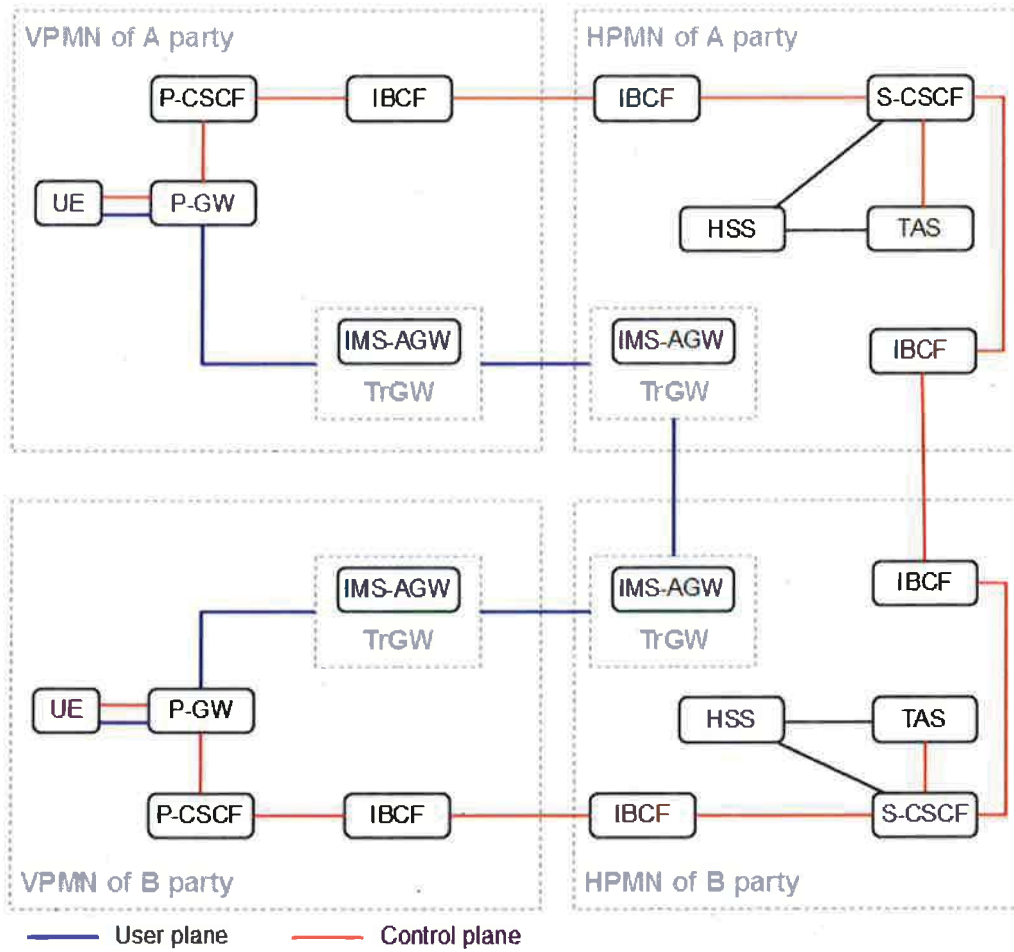 VPMN of A party
HPMN of A party
P-CSCF
IBCF
IBCF
S-CSCF
UE
P-GW
HSS
TAS
IMS-AGW
TrGW
IMS-AGW
TrGW
IBCF
IMS-AGW
TrGW
IMS-AGW
TrGW
IBCF
UE
P-GW
HSS
TAS
P-CSCF
IBCF
IBCF
S-CSCF
VPMN of B party
HPMN of B party
User plane
Control plane